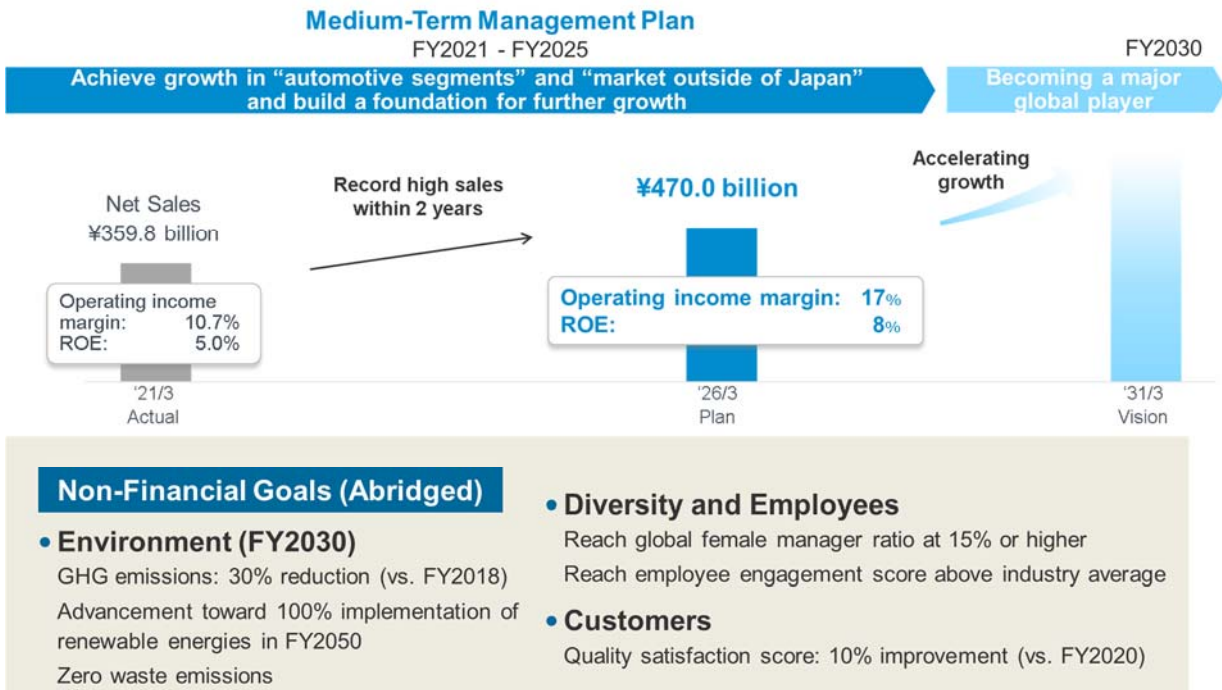 Medium-Term Management Plan
FY2021 - FY2025
FY2030
Achieve growth in “automotive segments” and “market outside of Japan”
and build a foundation for further growth
Becoming a major
global player
Net Sales
¥359.8 billion
Record high sales
within 2 years
¥470.0 billion
Accelerating
growth
Operating income
margin: 10.7%
ROE: 5.0%
Operating income margin: 17%
ROE: 8%
‘21/3
Actual
‘26/3
Plan
‘31/3
Vision
Non-Financial Goals (Abridged)
• Environment (FY2030)
GHG emissions: 30% reduction (vs. FY2018)
Advancement toward 100% implementation of
renewable energies in FY2050
Zero waste emissions
• Diversity and Employees
Reach global female manager ratio at 15% or higher
Reach employee engagement score above industry average
• Customers
Quality satisfaction score: 10% improvement (vs. FY2020)